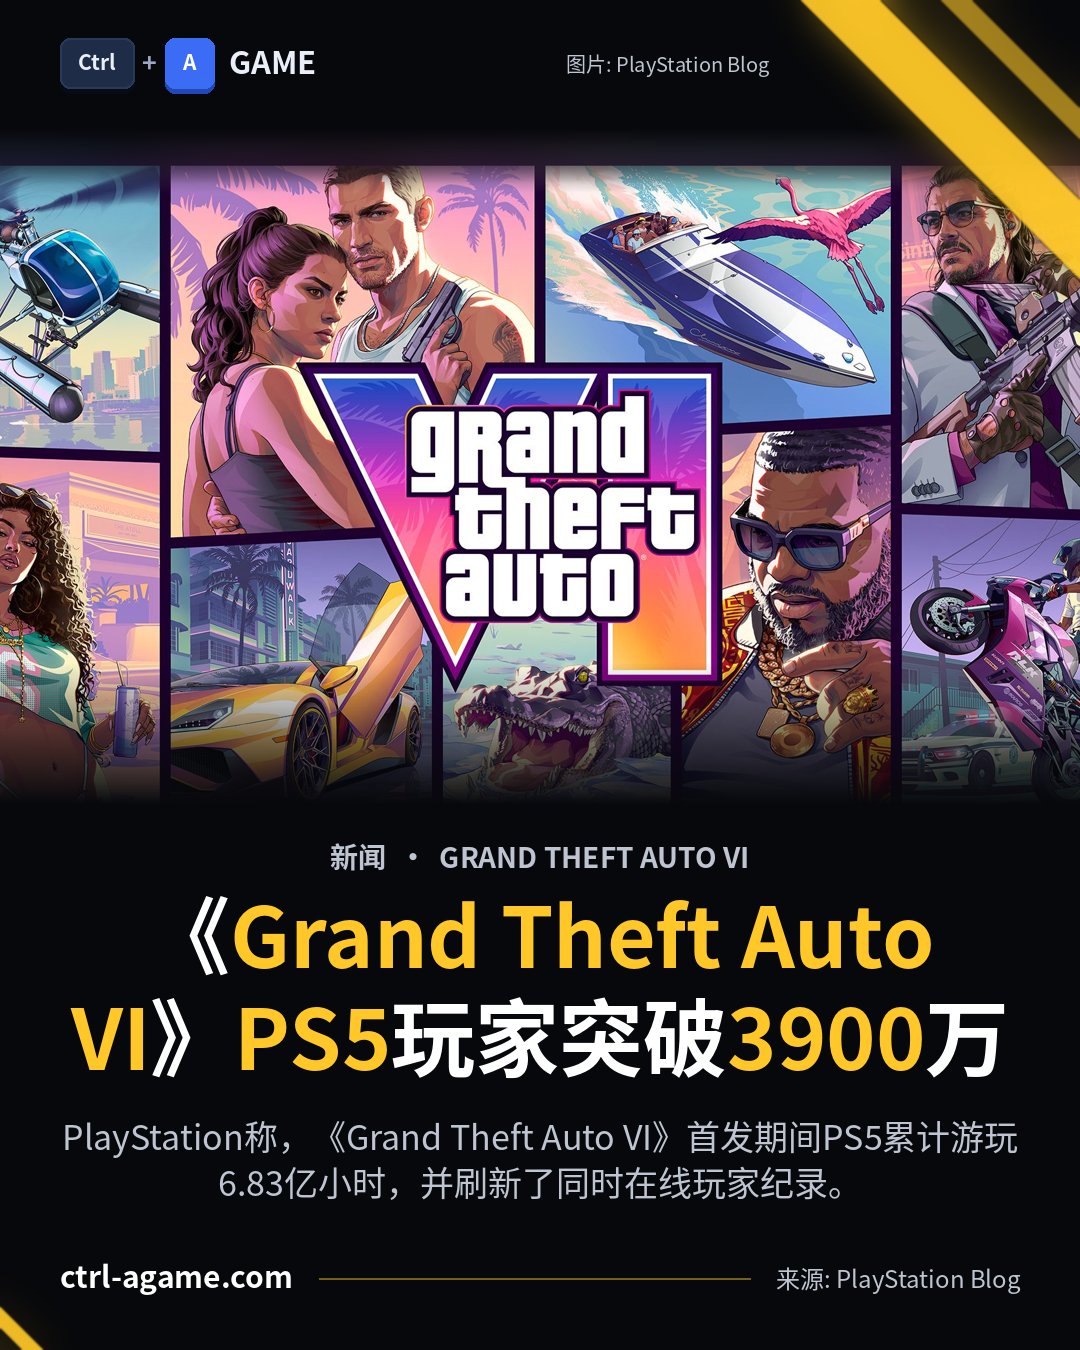 Ctrl + A GAME
图片: PlayStation Blog
grand
theft
auto
VI
新闻 · GRAND THEFT AUTO VI
《Grand Theft Auto
VI》PS5玩家突破3900万
PlayStation称，《Grand Theft Auto VI》首发期间PS5累计游玩
6.83亿小时，并刷新了同时在线玩家纪录。
ctrl-agame.com
来源: PlayStation Blog